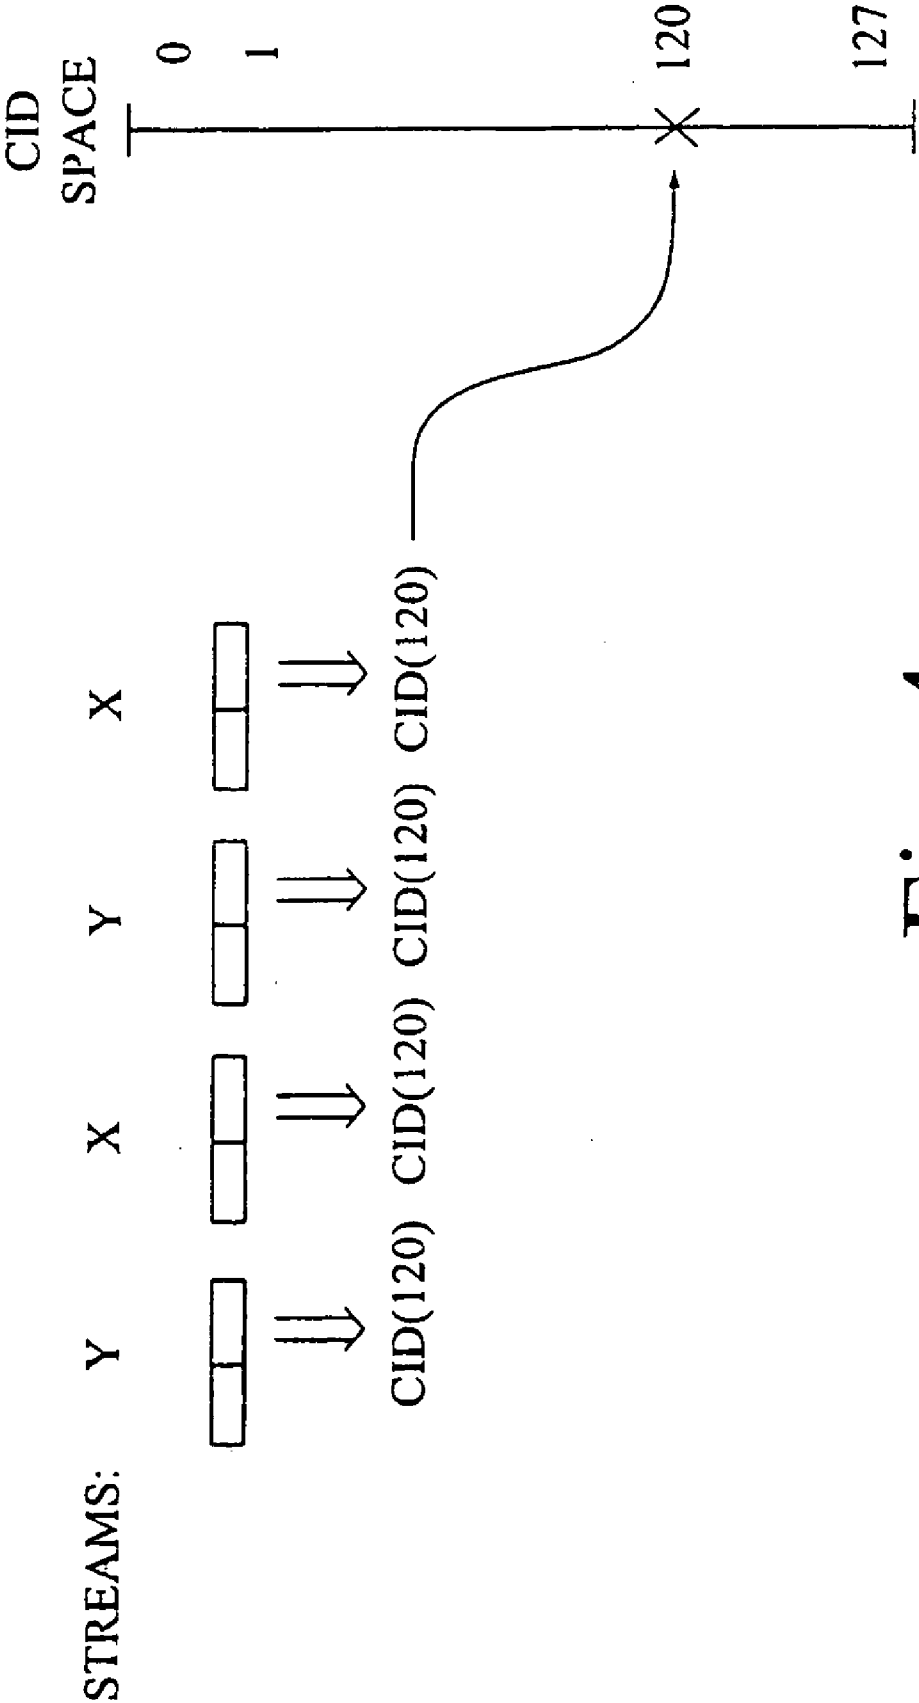 STREAMS: Y X Y X
CID(120) CID(120) CID(120) CID(120)
CID
SPACE
0
1
120
127